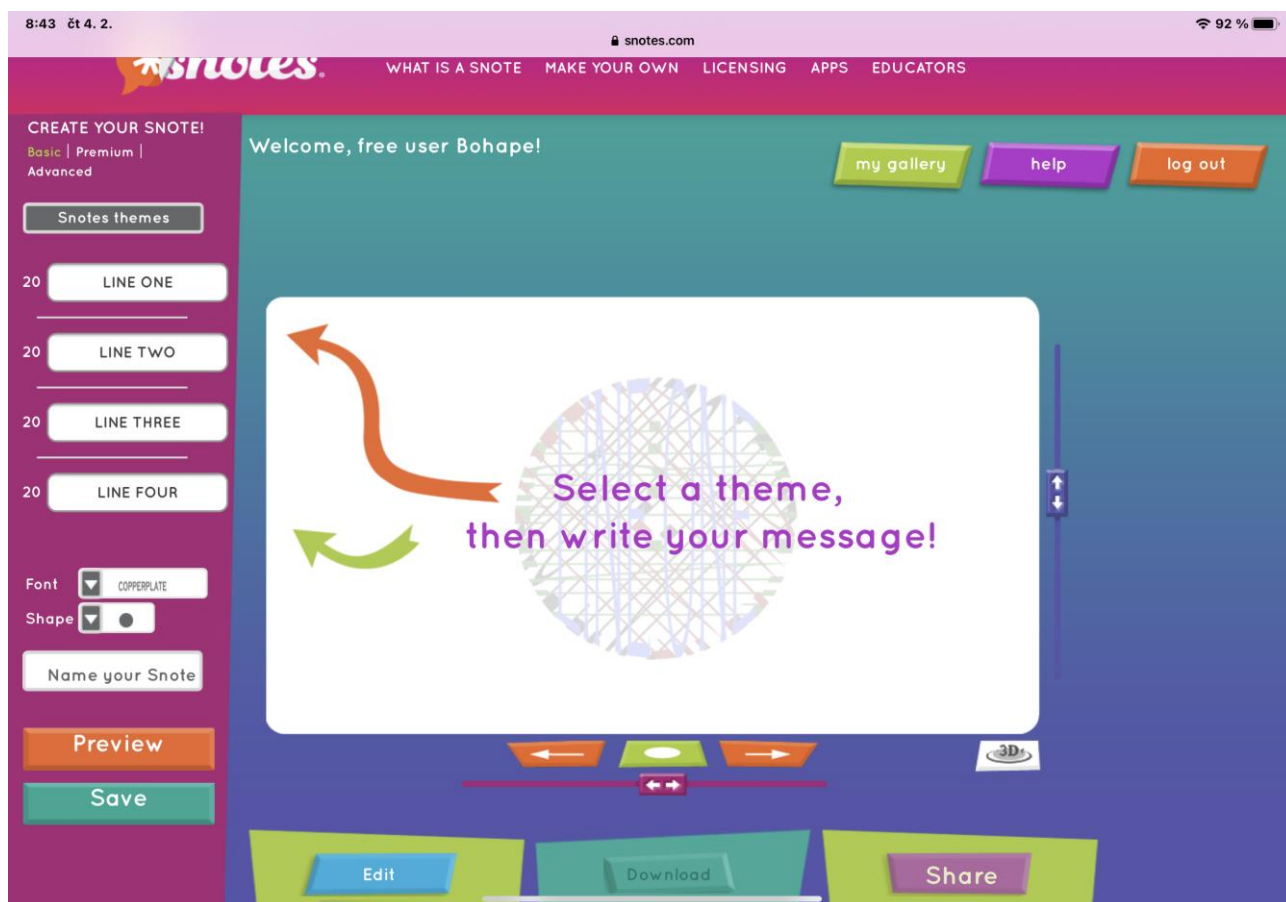 8:43 čt 4. 2.
92 %
snotes.com
snotes.
WHAT IS A SNOTE MAKE YOUR OWN LICENSING APPS EDUCATORS
CREATE YOUR SNOTE!
Basic | Premium |
Advanced
Welcome, free user Bohape!
my gallery
help
log out
Snotes themes
20 LINE ONE
20 LINE TWO
20 LINE THREE
20 LINE FOUR
Select a theme,
then write your message!
Font COPPERPLATE
Shape
Name your Snote
Preview
Save
3D
Edit
Download
Share